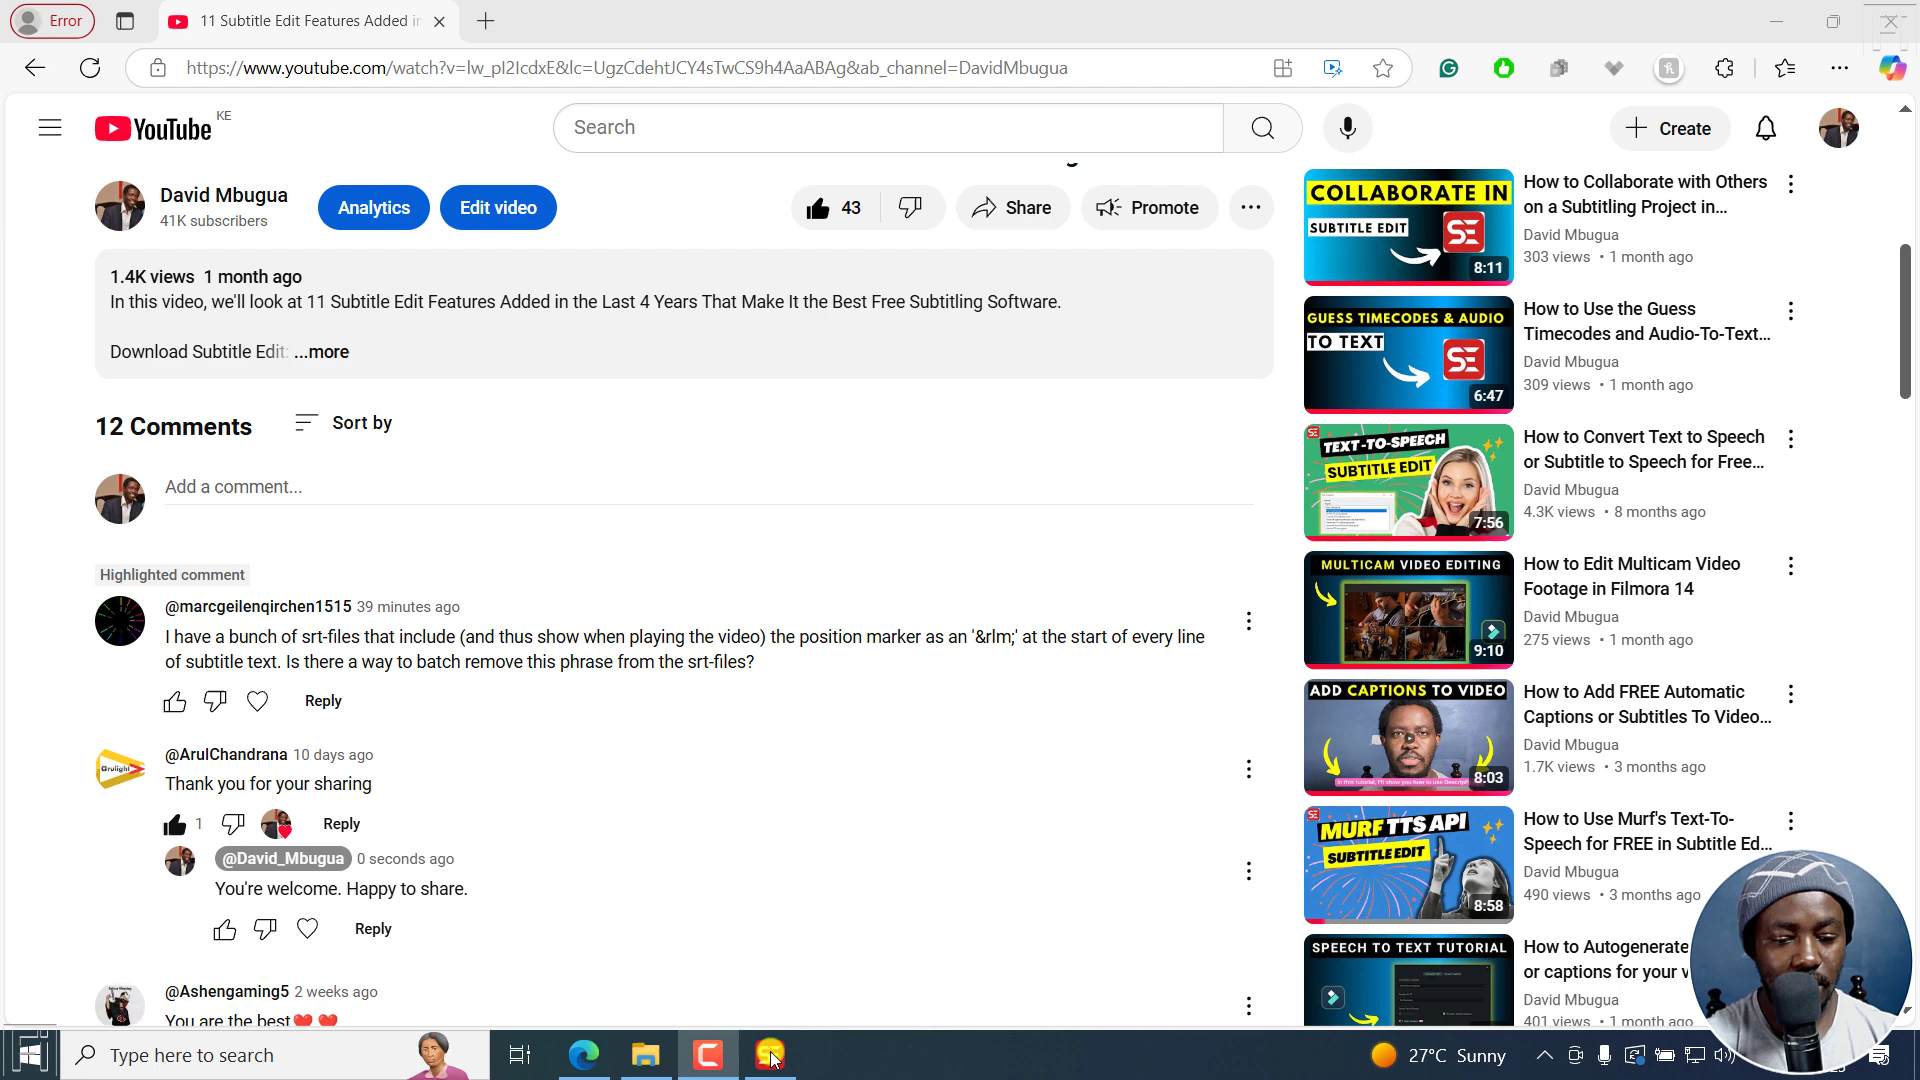 Error
11 Subtitle Edit Features Added in
https://www.youtube.com/watch?v=lw_pI2IcdxE&lc=UgzCdehtJCY4sTwCS9h4AaABAg&ab_channel=DavidMbugua
YouTube KE
Search
Create
David Mbugua
41K subscribers
Analytics
Edit video
43
Share
Promote
1.4K views 1 month ago
In this video, we'll look at 11 Subtitle Edit Features Added in the Last 4 Years That Make It the Best Free Subtitling Software.
Download Subtitle Edit: ...more
12 Comments
Sort by
Add a comment...
Highlighted comment
@marcgeilenqirchen1515 39 minutes ago
I have a bunch of srt-files that include (and thus show when playing the video) the position marker as an '&rlm;' at the start of every line
of subtitle text. Is there a way to batch remove this phrase from the srt-files?
Reply
@ArulChandrana 10 days ago
Thank you for your sharing
1
Reply
@David_Mbugua 0 seconds ago
You're welcome. Happy to share.
Reply
@Ashengaming5 2 weeks ago
You are the best
COLLABORATE IN
SUBTITLE EDIT
SE
8:11
How to Collaborate with Others
on a Subtitling Project in...
David Mbugua
303 views • 1 month ago
GUESS TIMECODES & AUDIO
TO TEXT
SE
6:47
How to Use the Guess
Timecodes and Audio-To-Text...
David Mbugua
309 views • 1 month ago
SE
TEXT-TO-SPEECH
SUBTITLE EDIT
7:56
How to Convert Text to Speech
or Subtitle to Speech for Free...
David Mbugua
4.3K views • 8 months ago
MULTICAM VIDEO EDITING
9:10
How to Edit Multicam Video
Footage in Filmora 14
David Mbugua
275 views • 1 month ago
ADD CAPTIONS TO VIDEO
8:03
How to Add FREE Automatic
Captions or Subtitles To Video...
David Mbugua
1.7K views • 3 months ago
SE
MURF TTS API
SUBTITLE EDIT
8:58
How to Use Murf's Text-To-
Speech for FREE in Subtitle Ed...
David Mbugua
490 views • 3 months ago
SPEECH TO TEXT TUTORIAL
How to Autogenerate
or captions for your v
David Mbugua
401 views • 1 month ago
Type here to search
27°C Sunny